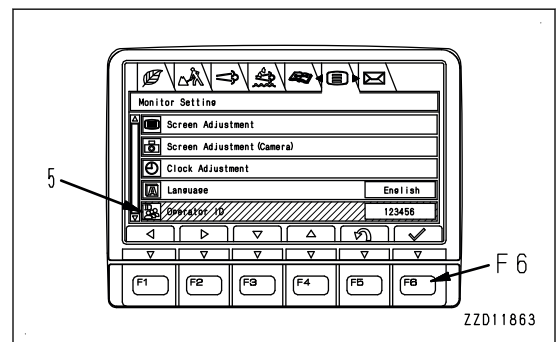 Monitor Setting
Screen Adjustment
Screen Adjustment (Camera)
Clock Adjustment
A Language English
5
ID Operator ID 123456
F1 F2 F3 F4 F5 F6
F6
ZZD11863